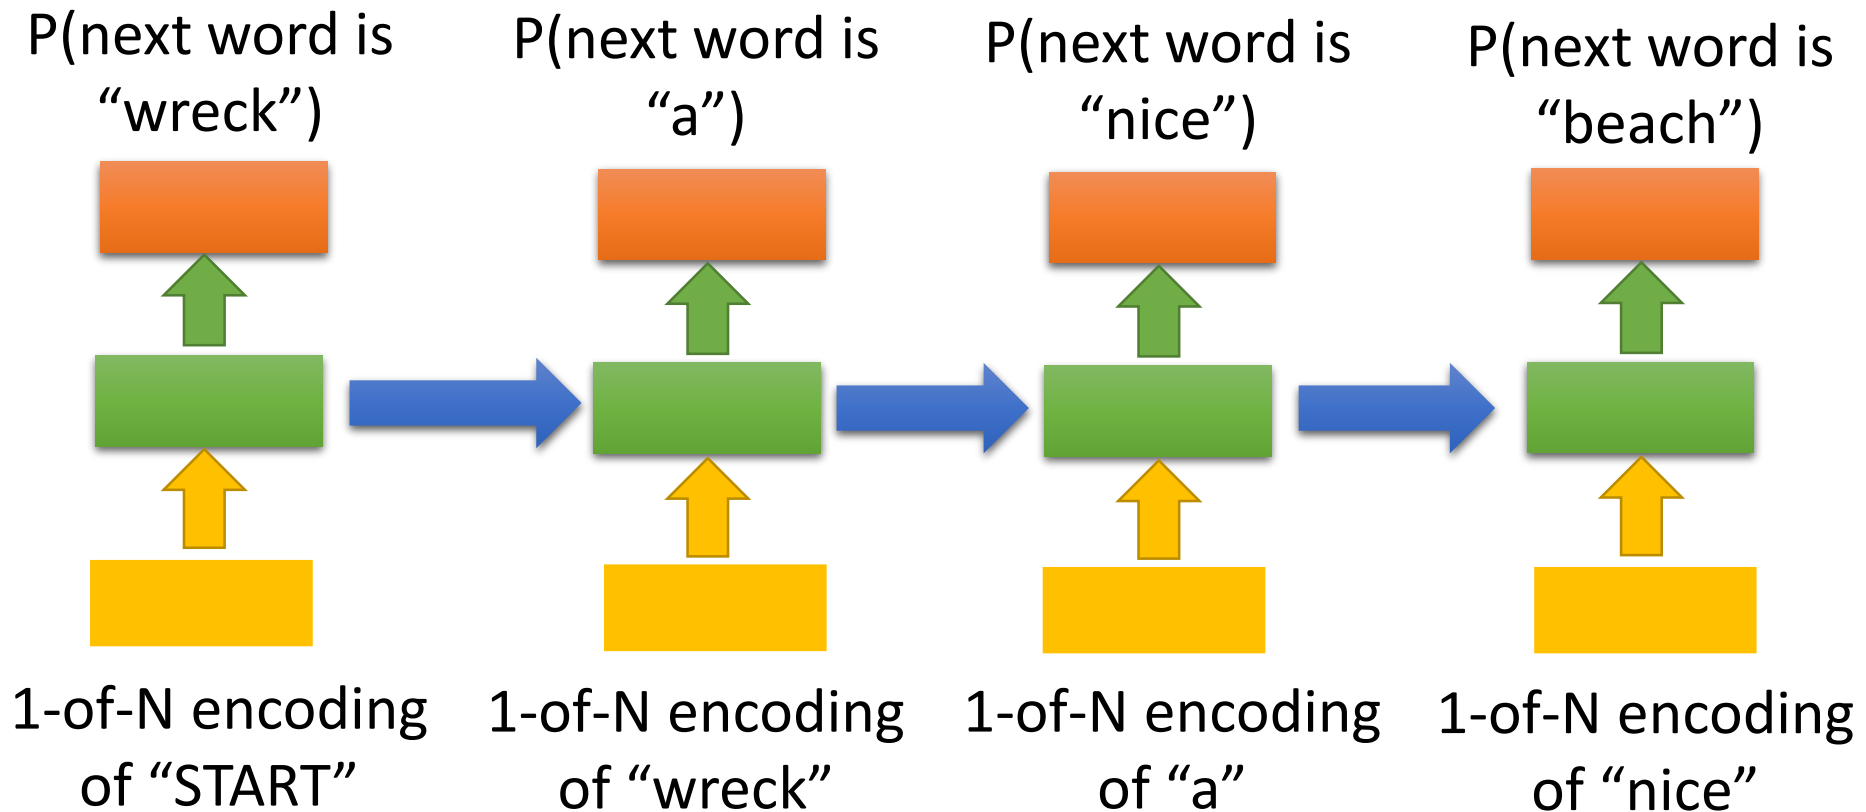 P(next word is
“wreck”)
P(next word is
“a”)
P(next word is
“nice”)
P(next word is
“beach”)
1-of-N encoding
of “START”
1-of-N encoding
of “wreck”
1-of-N encoding
of “a”
1-of-N encoding
of “nice”